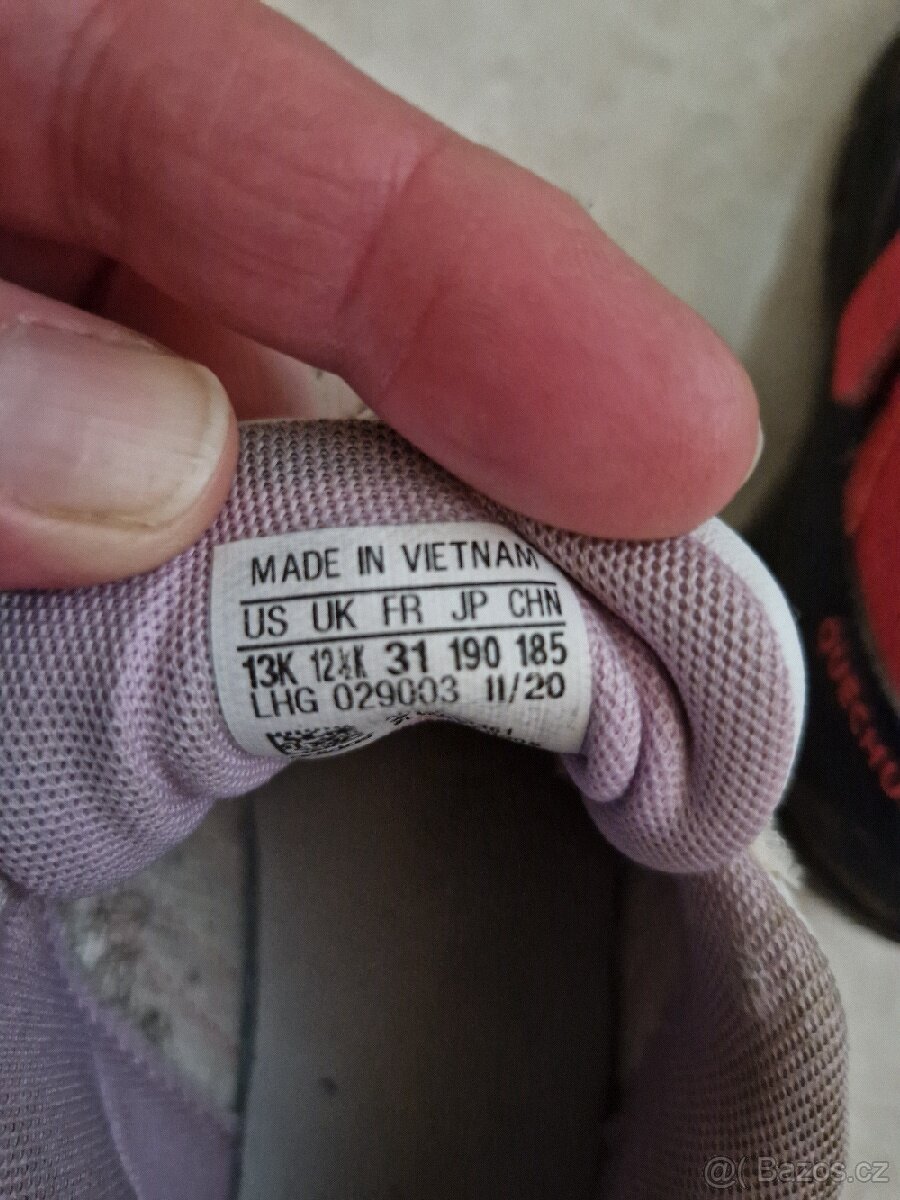 MADE IN VIETNAM
US UK FR JP CHN
13K 12½K 31 190 185
LHG 029003 11/20
QUECHUA
@( Bazos.cz